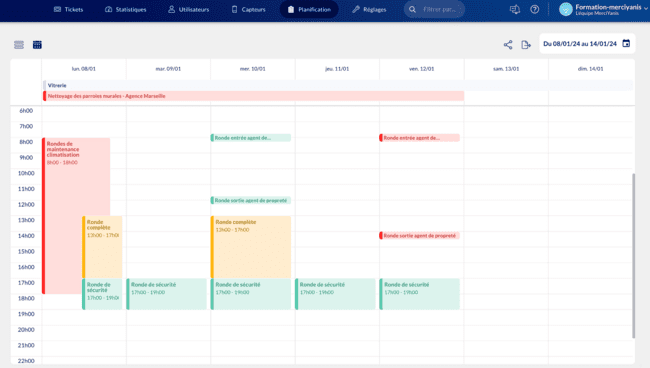 Tickets
Statistiques
Utilisateurs
Capteurs
Planification
Réglages
Filtrer par...
Formation-merciyanis
L'équipe MerciYanis
Du 08/01/24 au 14/01/24
lun. 08/01
mar. 09/01
mer. 10/01
jeu. 11/01
ven. 12/01
sam. 13/01
dim. 14/01
Vitrerie
Nettoyage des parreios murales - Agence Marseille
6h00
7h00
8h00
9h00
10h00
11h00
12h00
13h00
14h00
15h00
16h00
17h00
18h00
19h00
20h00
21h00
22h00
Rondes de
maintenance
climatisation
8h00 - 18h00
Ronde
complète
13h00 - 17h00
Ronde de
sécurité
17h00 - 19h00
Ronde de sécurité
17h00 - 19h00
Ronde entrée agent de...
Ronde sortie agent de propreté
Ronde complète
13h00 - 17h00
Ronde de sécurité
17h00 - 19h00
Ronde de sécurité
17h00 - 19h00
Ronde entrée agent de...
Ronde sortie agent de propreté
Ronde de sécurité
17h00 - 19h00